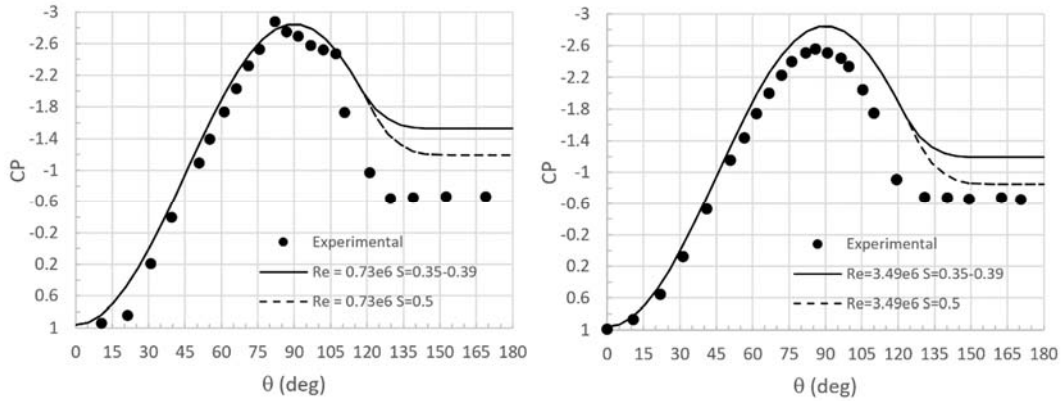 -3
-2.6
-2.2
-1.8
-1.4
-1
-0.6
-0.2
0.2
0.6
1
CP
Experimental
Re = 0.73e6 S=0.35-0.39
Re = 0.73e6 S=0.5
0 15 30 45 60 75 90 105 120 135 150 165 180
θ (deg)
-3
-2.6
-2.2
-1.8
-1.4
-1
-0.6
-0.2
0.2
0.6
1
CP
Experimental
Re=3.49e6 S=0.35-0.39
Re=3.49e6 S=0.5
0 15 30 45 60 75 90 105 120 135 150 165 180
θ (deg)